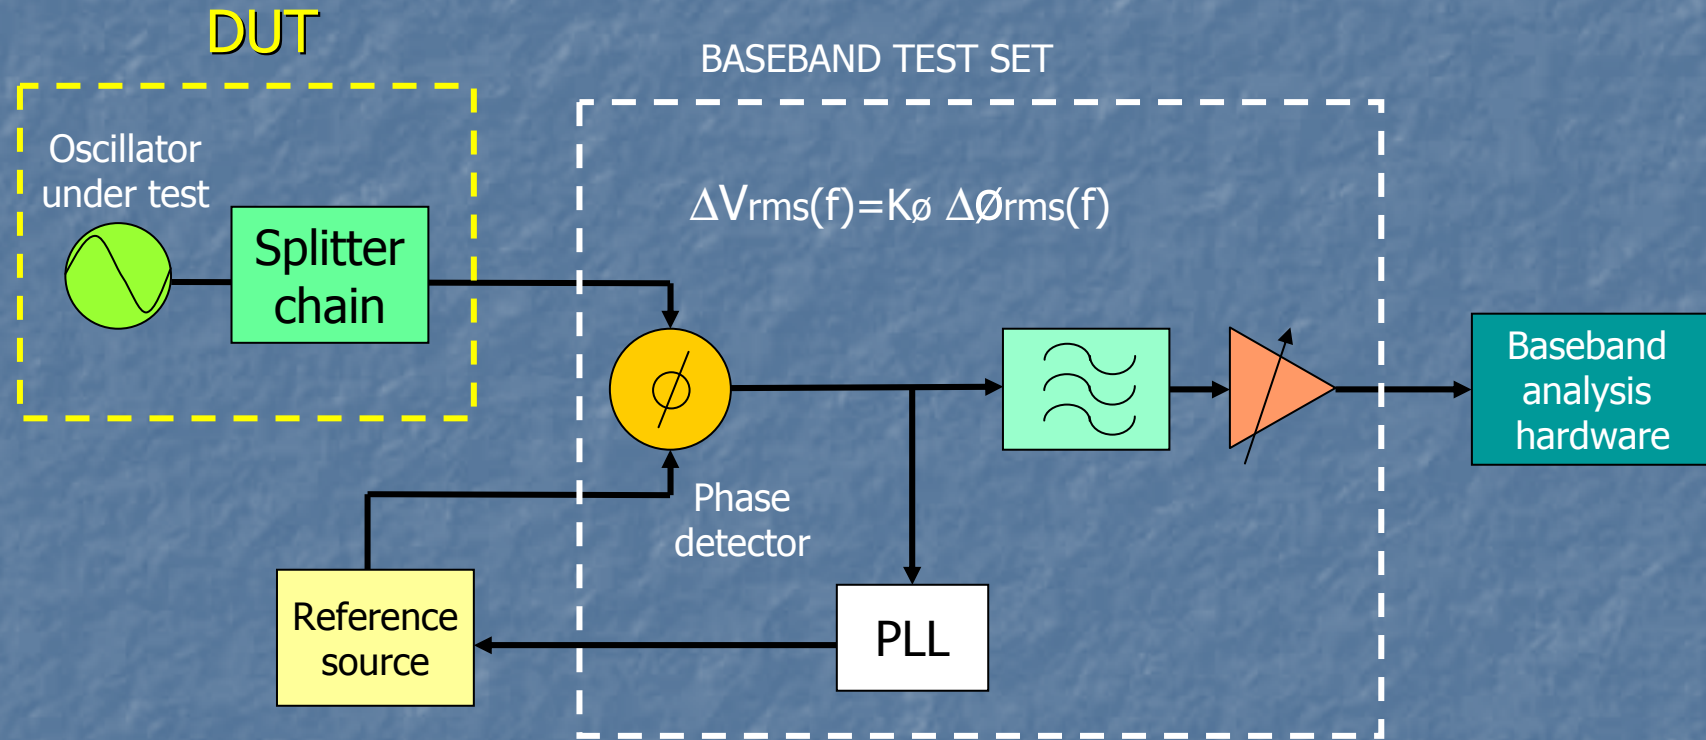 DUT
BASEBAND TEST SET
Oscillator
under test
Splitter
chain
ΔVrms(f)=Kø Δørms(f)
Phase
detector
Baseband
analysis
hardware
Reference
source
PLL